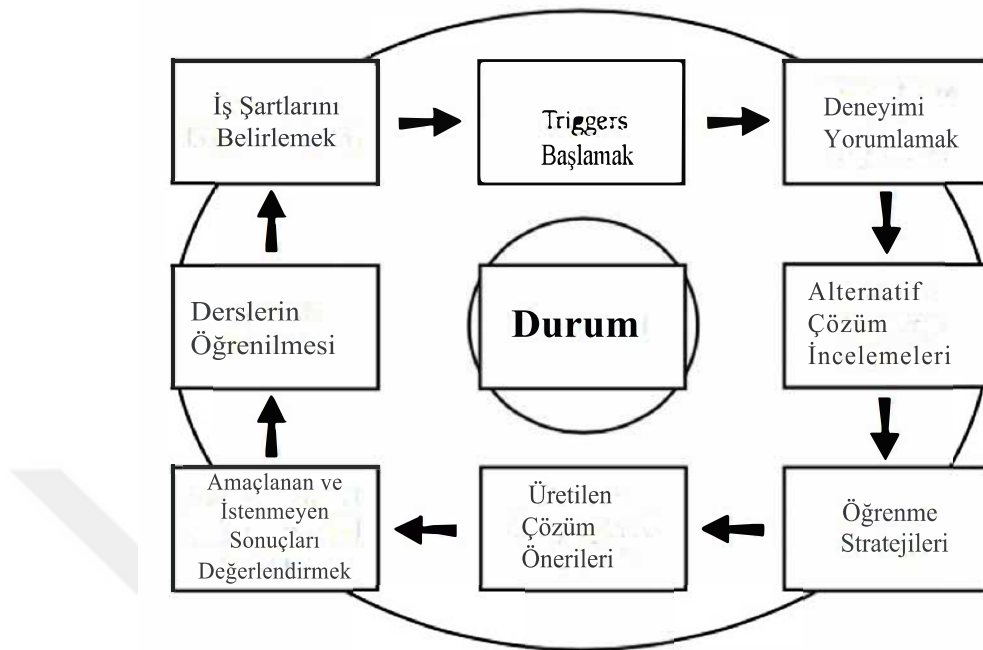 İş Şartlarını
Belirlemek
Triggers
Başlamak
Deneyimi
Yorumlamak
Derslerin
Öğrenilmesi
Durum
Alternatif
Çözüm
İncelemeleri
Amaçlanan ve
İstenmeyen
Sonuçları
Değerlendirmek
Üretilen
Çözüm
Önerileri
Öğrenme
Stratejileri